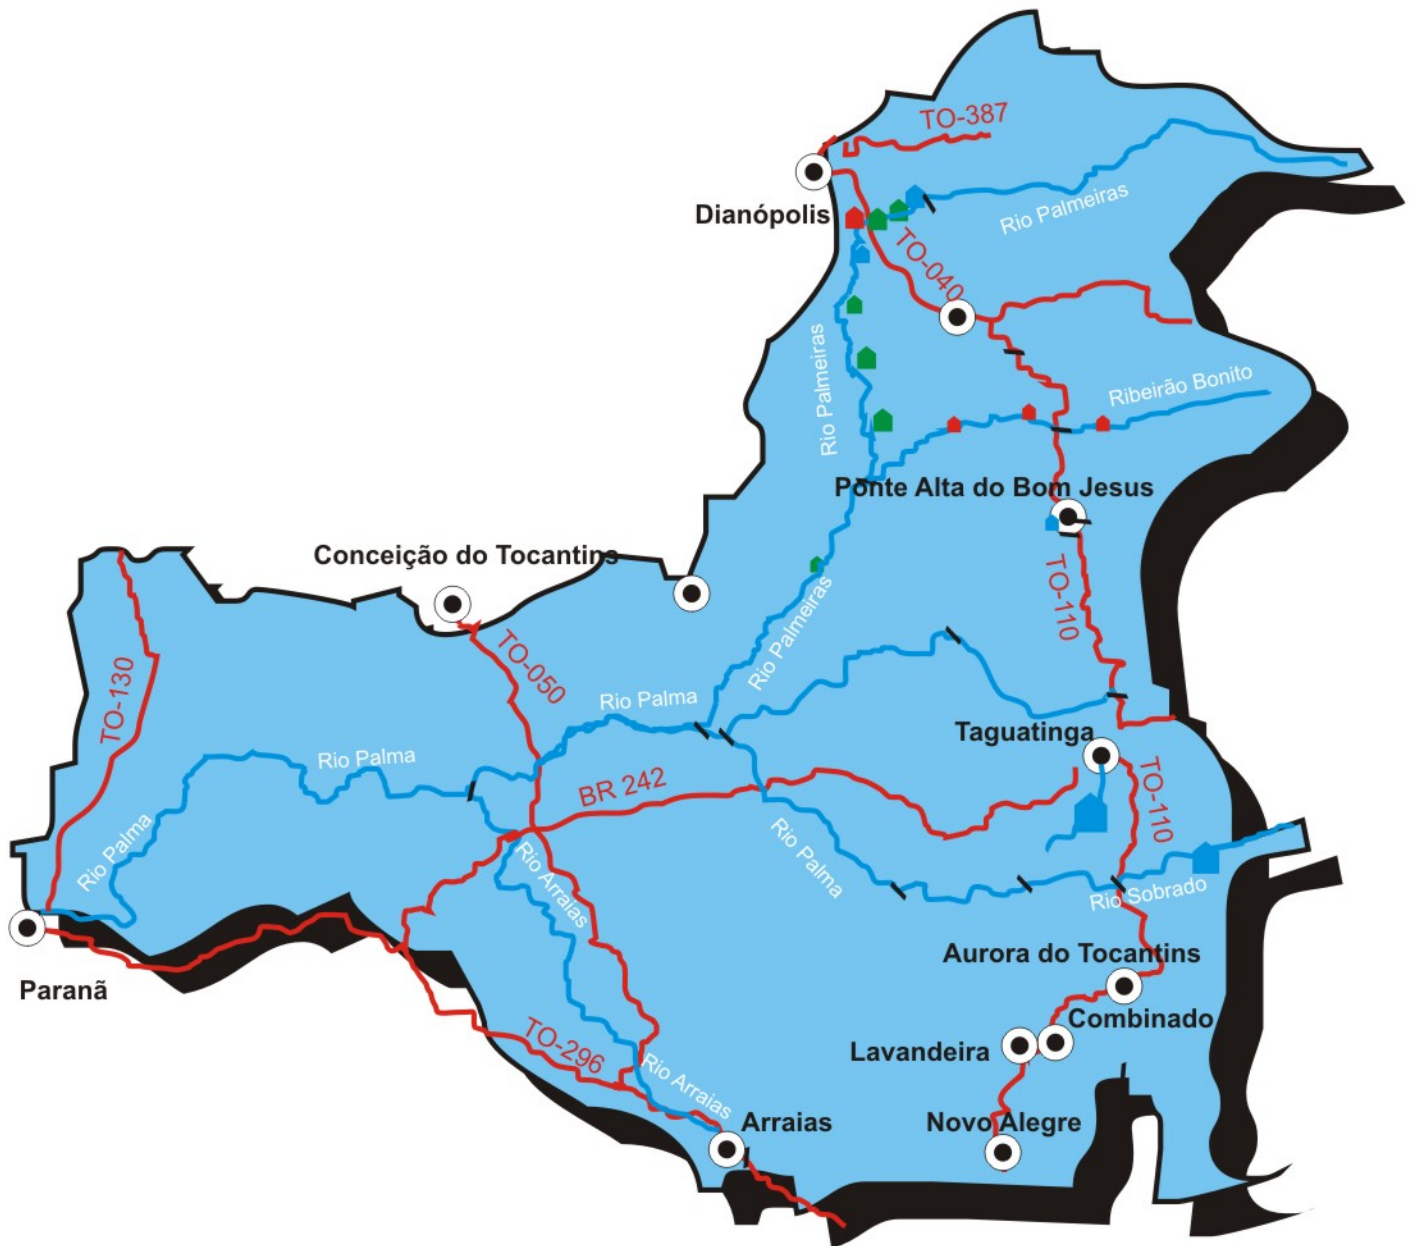 TO-387
Dianópolis
Rio Palmeiras
TO-040
Rio Palmeiras
Ribeirão Bonito
Ponte Alta do Bom Jesus
Conceição do Tocantins
TO-110
Rio Palmeiras
TO-050
TO-130
Rio Palma
Taguatinga
Rio Palma
BR 242
TO-110
Rio Palma
Rio Palma
Rio Arraias
Rio Sobrado
Aurora do Tocantins
Paranã
Combinado
Lavandeira
TO-296
Rio Arraias
Arraias
Novo Alegre